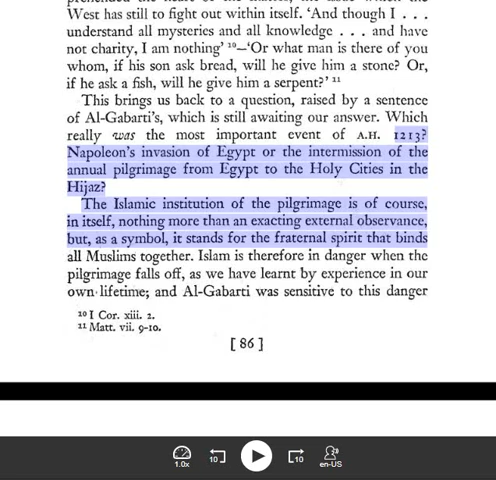 West has still to fight out within itself. ‘And though I . . .
understand all mysteries and all knowledge . . . and have
not charity, I am nothing’ 10—‘Or what man is there of you
whom, if his son ask bread, will he give him a stone? Or,
if he ask a fish, will he give him a serpent?’ 11
This brings us back to a question, raised by a sentence
of Al-Gabarti’s, which is still awaiting our answer. Which
really was the most important event of A.H. 1213?
Napoleon’s invasion of Egypt or the intermission of the
annual pilgrimage from Egypt to the Holy Cities in the
Hijaz?
The Islamic institution of the pilgrimage is of course,
in itself, nothing more than an exacting external observance,
but, as a symbol, it stands for the fraternal spirit that binds
all Muslims together. Islam is therefore in danger when the
pilgrimage falls off, as we have learnt by experience in our
own lifetime; and Al-Gabarti was sensitive to this danger
10 I Cor. xiii. 2.
11 Matt. vii. 9-10.
[ 86 ]
1.0x
10
10
en-US